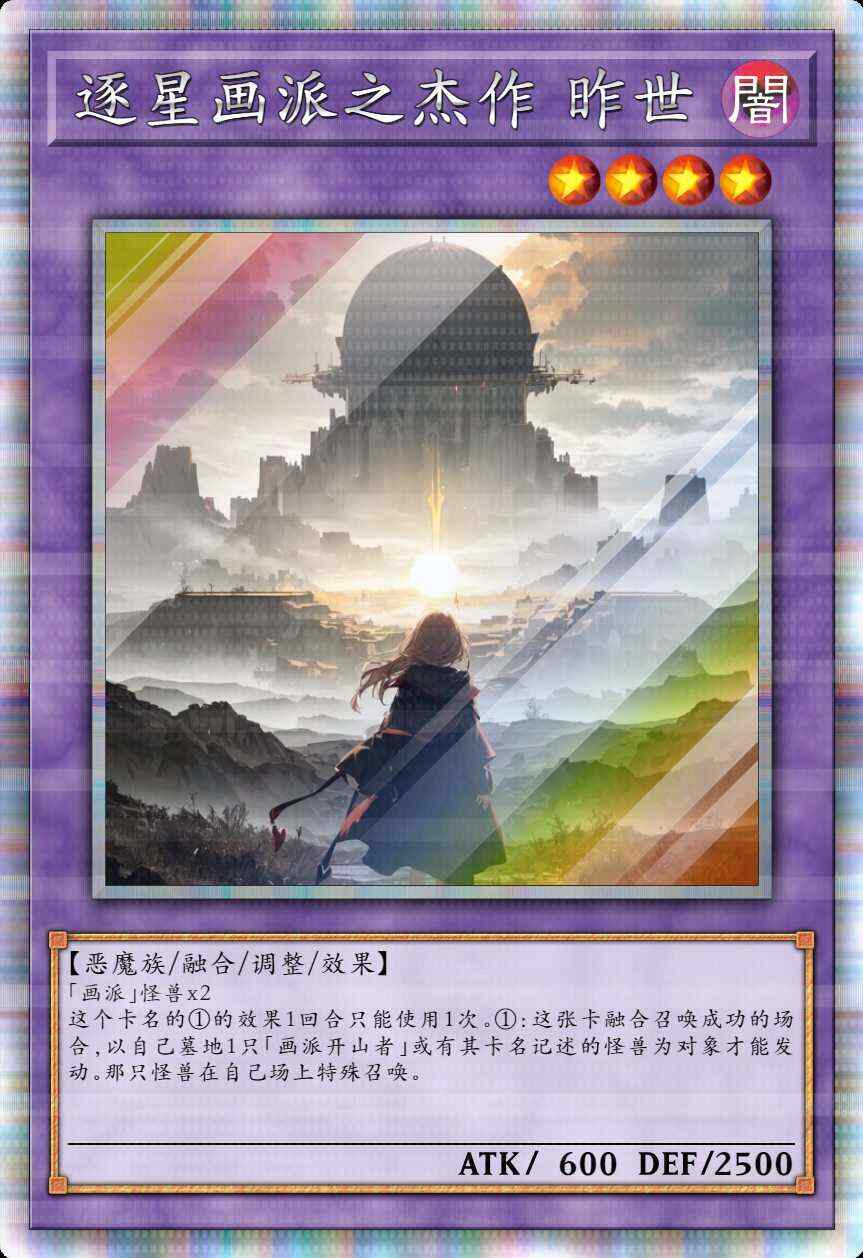 逐星画派之杰作 昨世 闇
【恶魔族/融合/调整/效果】
「画派」怪兽x2
这个卡名的①的效果1回合只能使用1次。①:这张卡融合召唤成功的场
合,以自己墓地1只「画派开山者」或有其卡名记述的怪兽为对象才能发
动。那只怪兽在自己场上特殊召唤。
ATK/ 600 DEF/2500